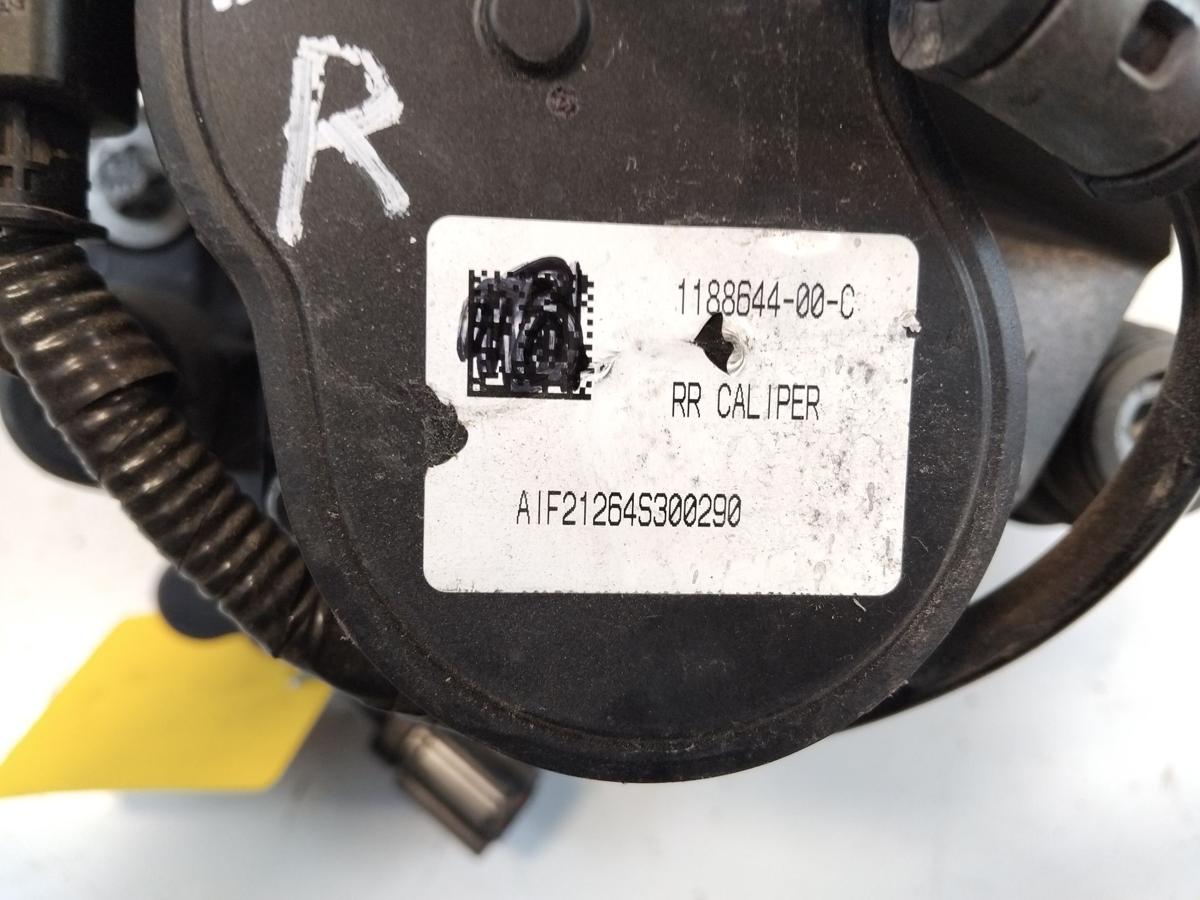 R
1188644-00-C
RR CALIPER
AIF21264S300290